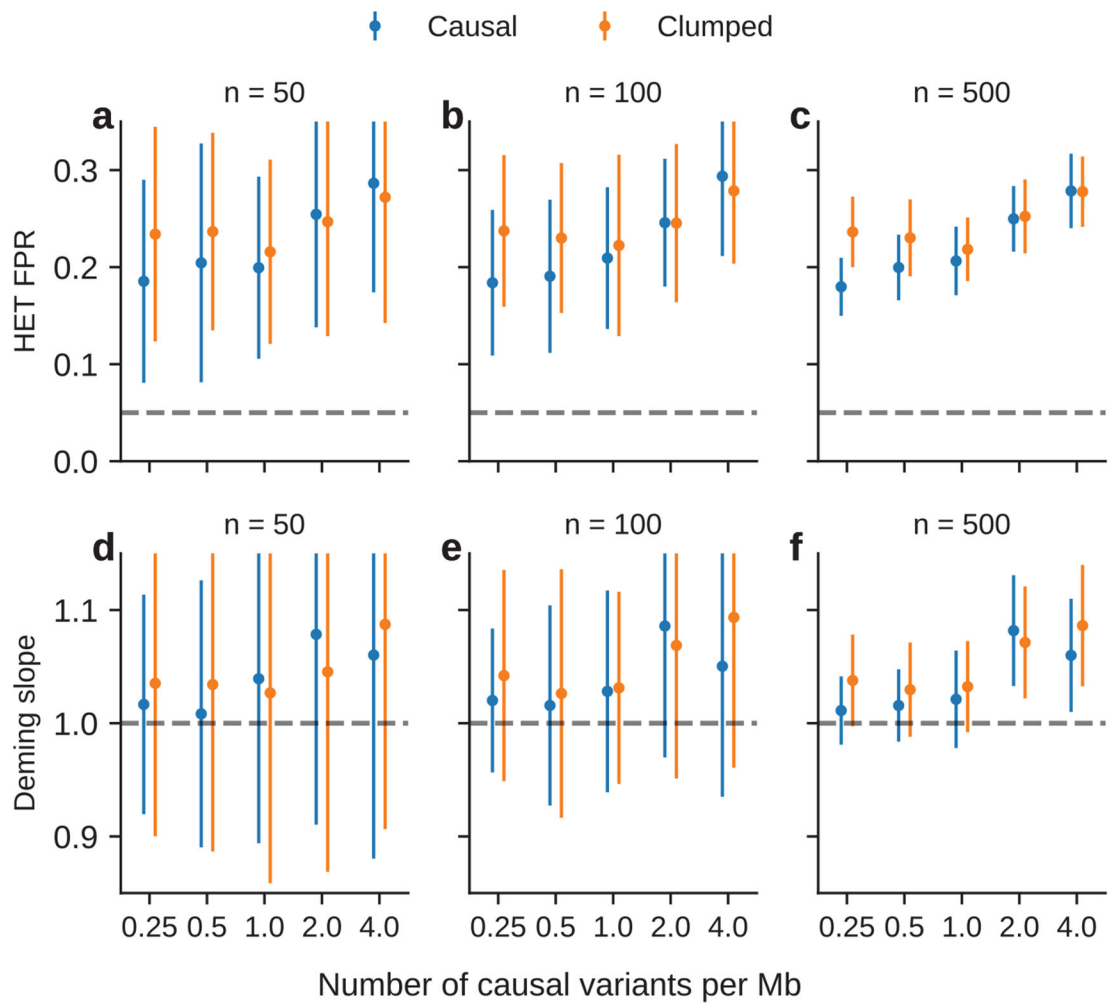 Causal Clumped
n = 50 n = 100 n = 500
a b c
HET FPR
0.3
0.2
0.1
0.0
n = 50 n = 100 n = 500
d e f
Deming slope
1.1
1.0
0.9
0.25 0.5 1.0 2.0 4.0 0.25 0.5 1.0 2.0 4.0 0.25 0.5 1.0 2.0 4.0
Number of causal variants per Mb